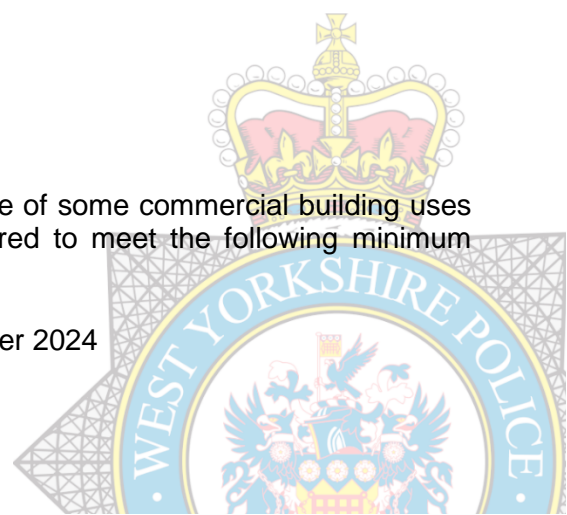 e of some commercial building uses
red to meet the following minimum
er 2024
WEST YORKSHIRE POLICE